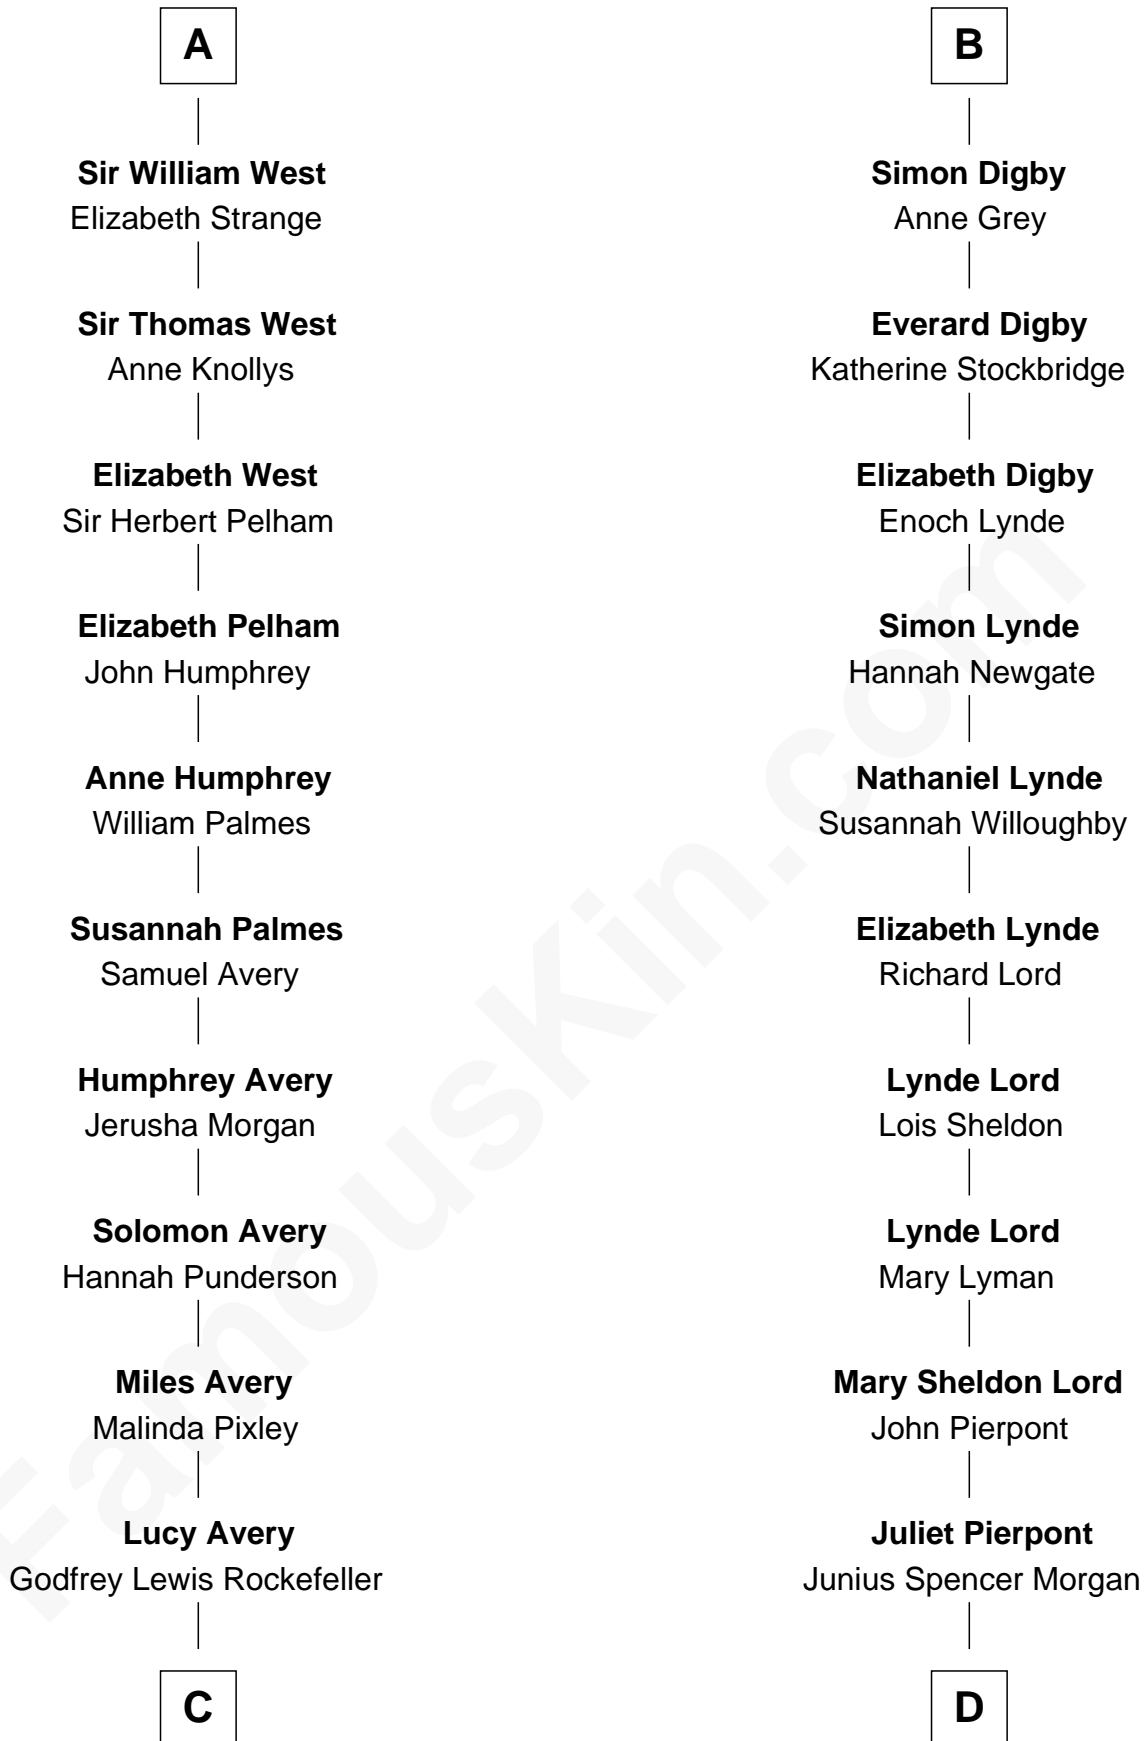 A
Sir William West
Elizabeth Strange
Sir Thomas West
Anne Knollys
Elizabeth West
Sir Herbert Pelham
Elizabeth Pelham
John Humphrey
Anne Humphrey
William Palmes
Susannah Palmes
Samuel Avery
Humphrey Avery
Jerusha Morgan
Solomon Avery
Hannah Punderson
Miles Avery
Malinda Pixley
Lucy Avery
Godfrey Lewis Rockefeller
C
B
Simon Digby
Anne Grey
Everard Digby
Katherine Stockbridge
Elizabeth Digby
Enoch Lynde
Simon Lynde
Hannah Newgate
Nathaniel Lynde
Susannah Willoughby
Elizabeth Lynde
Richard Lord
Lynde Lord
Lois Sheldon
Lynde Lord
Mary Lyman
Mary Sheldon Lord
John Pierpont
Juliet Pierpont
Junius Spencer Morgan
D
FamousKin.com